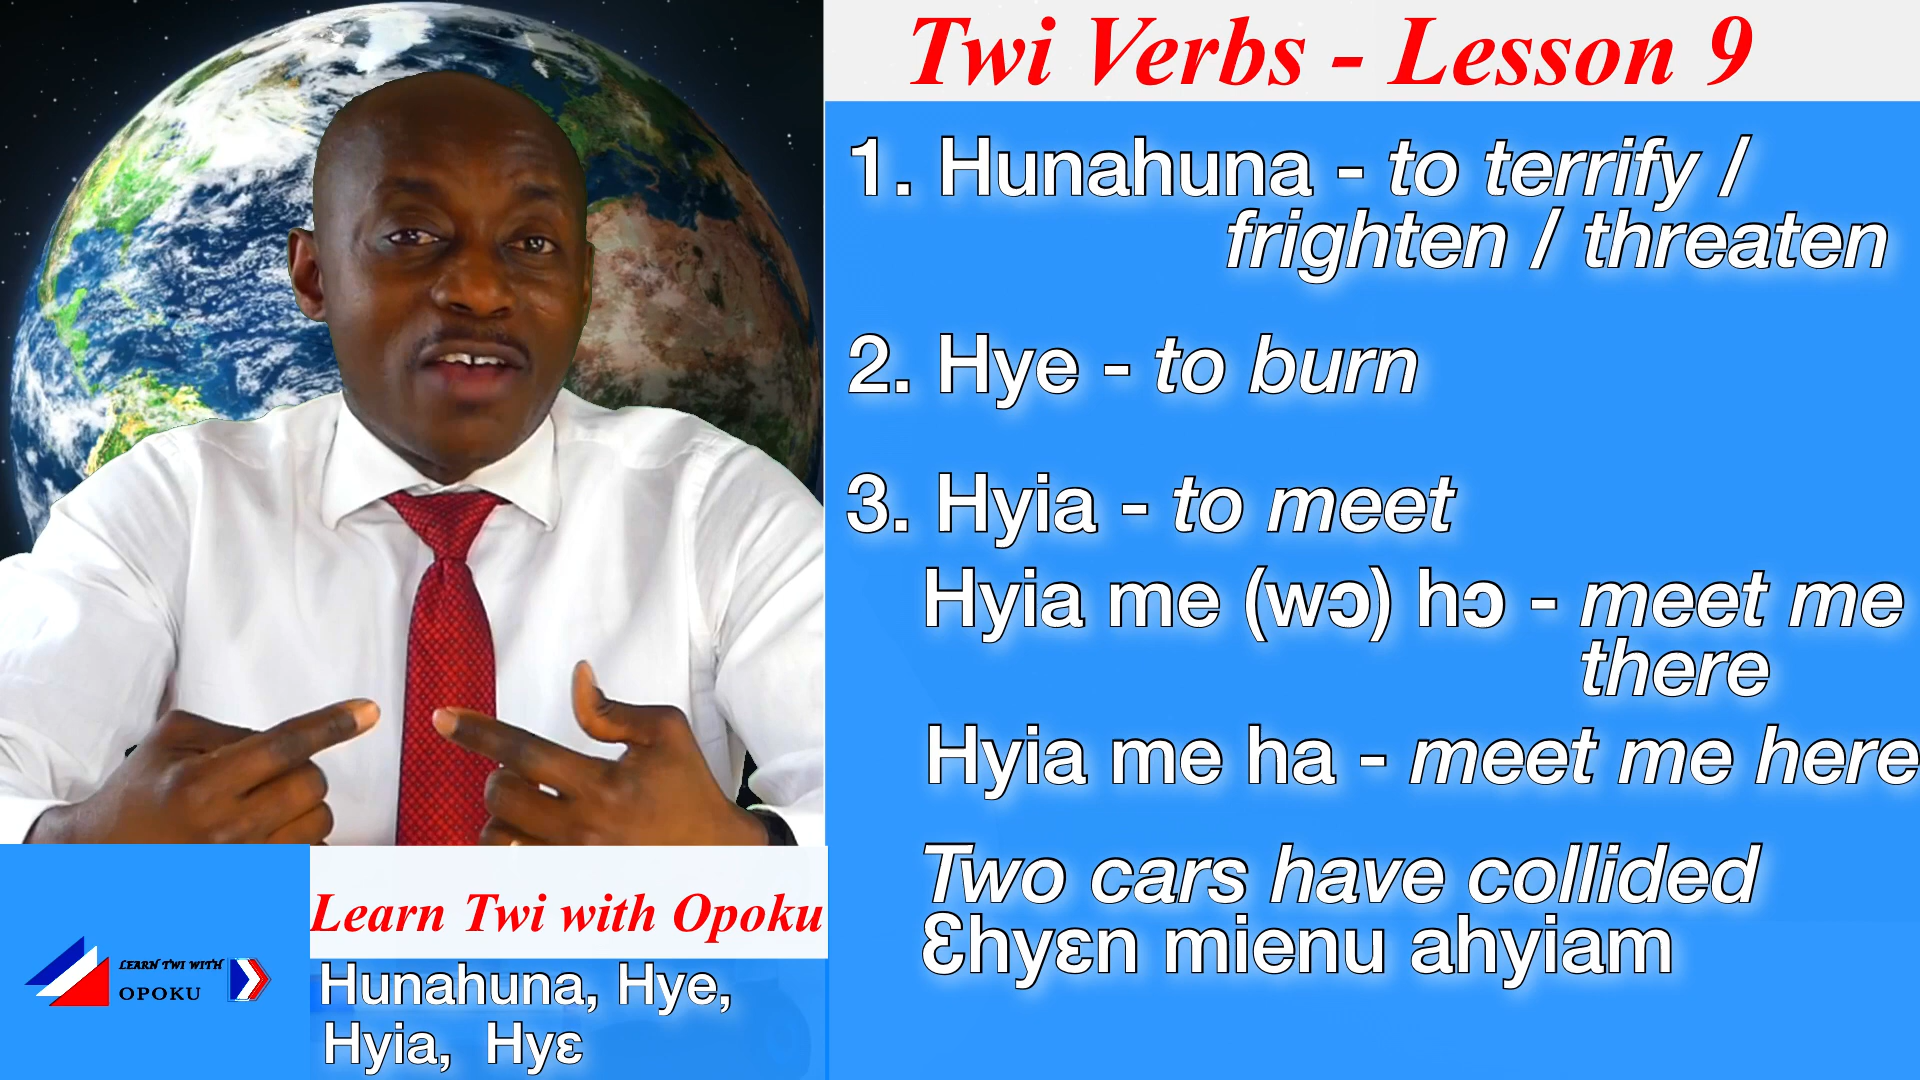 Twi Verbs - Lesson 9
1. Hunahuna - to terrify /
frighten / threaten
2. Hye - to burn
3. Hyia - to meet
Hyia me (wɔ) hɔ - meet me
there
Hyia me ha - meet me here
Two cars have collided
Ɛhyɛn mienu ahyiam
Learn Twi with Opoku
LEARN TWI WITH
OPOKU
Hunahuna, Hye,
Hyia, Hyɛ